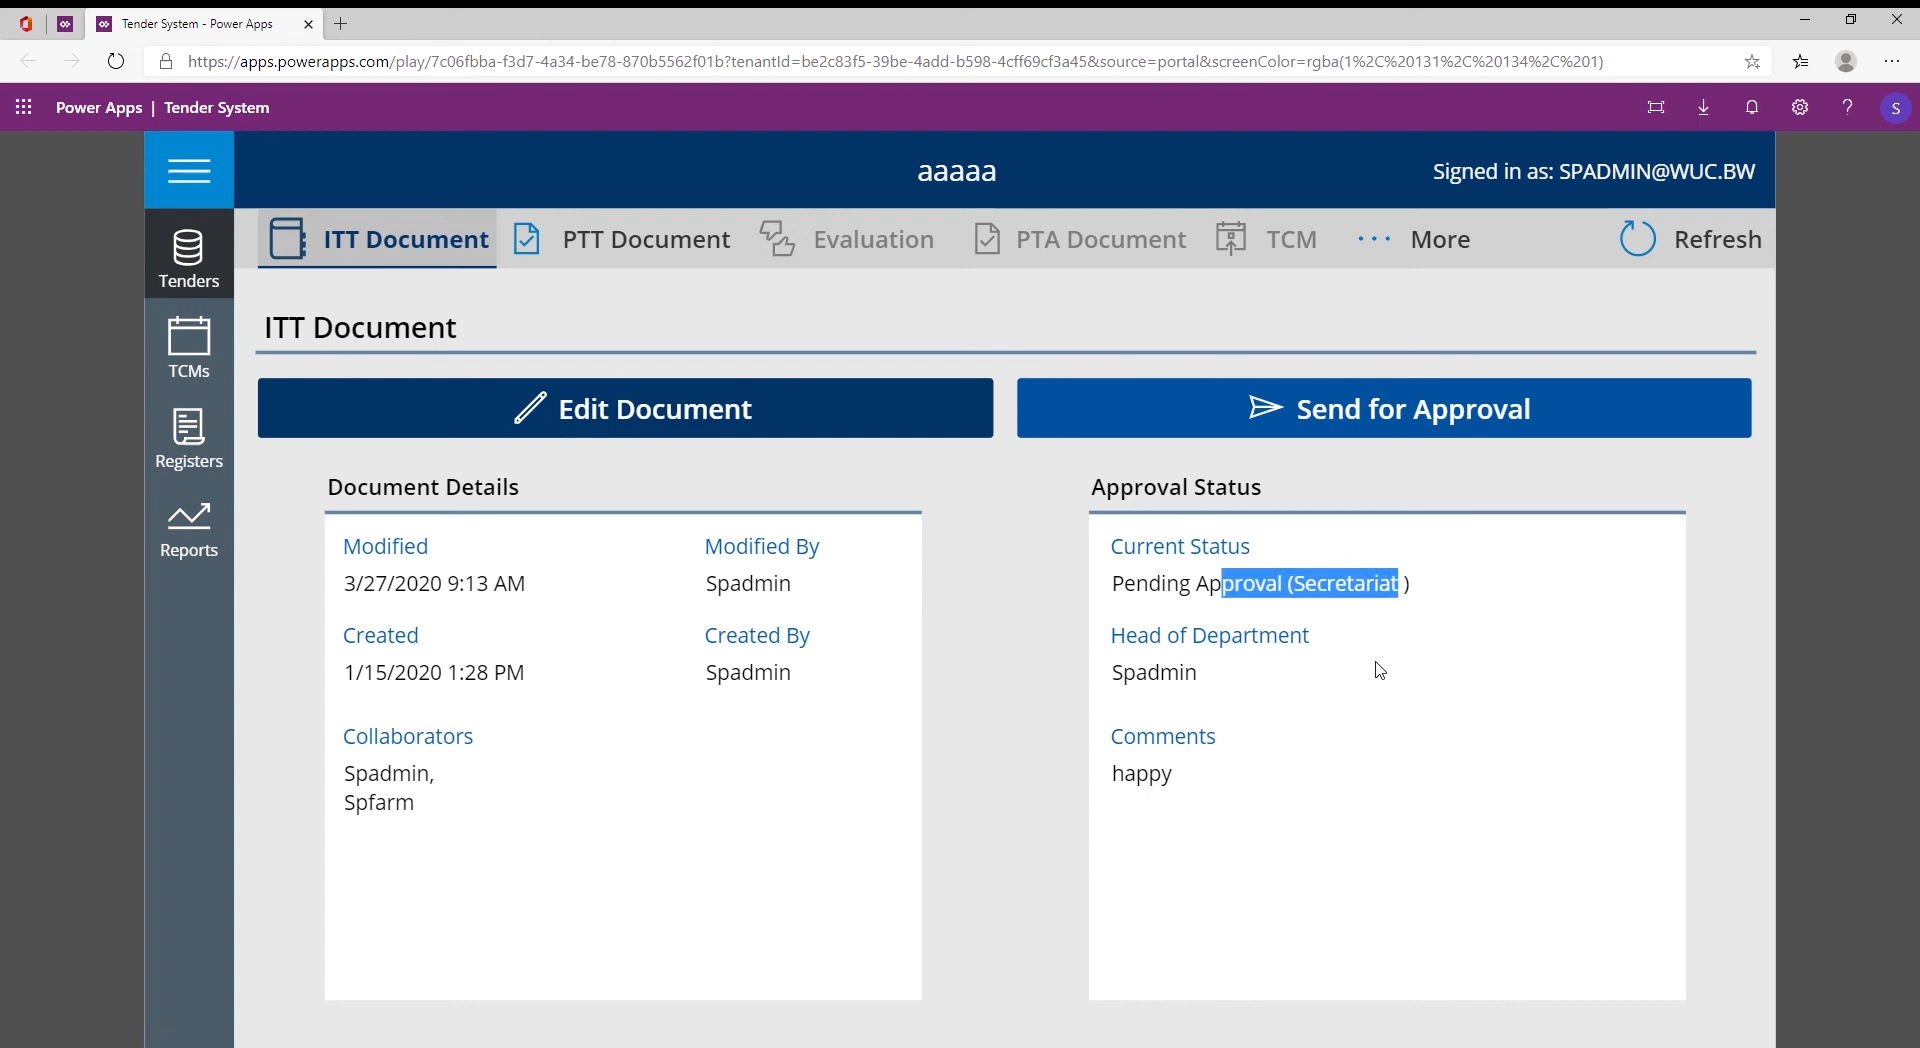 Tender System - Power Apps
https://apps.powerapps.com/play/7c06fbba-f3d7-4a34-be78-870b5562f01b?tenantId=be2c83f5-39be-4add-b598-4cff69cf3a45&source=portal&screenColor=rgba(1%2C%20131%2C%20134%2C%201)
Power Apps | Tender System
?
S
aaaaa
Signed in as: SPADMIN@WUC.BW
ITT Document
PTT Document
Evaluation
PTA Document
TCM
More
Refresh
Tenders
TCMs
Registers
Reports
ITT Document
Edit Document
Send for Approval
Document Details
Modified
Modified By
3/27/2020 9:13 AM
Spadmin
Created
Created By
1/15/2020 1:28 PM
Spadmin
Collaborators
Spadmin,
Spfarm
Approval Status
Current Status
Pending Approval (Secretariat )
Head of Department
Spadmin
Comments
happy